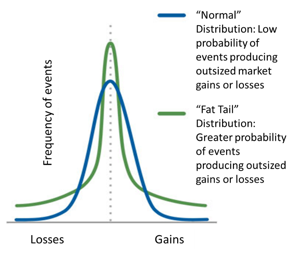 Frequency of events
Losses
Gains
“Normal”
Distribution: Low
probability of
events producing
outsized market
gains or losses
“Fat Tail”
Distribution:
Greater probability
of events
producing outsized
gains or losses